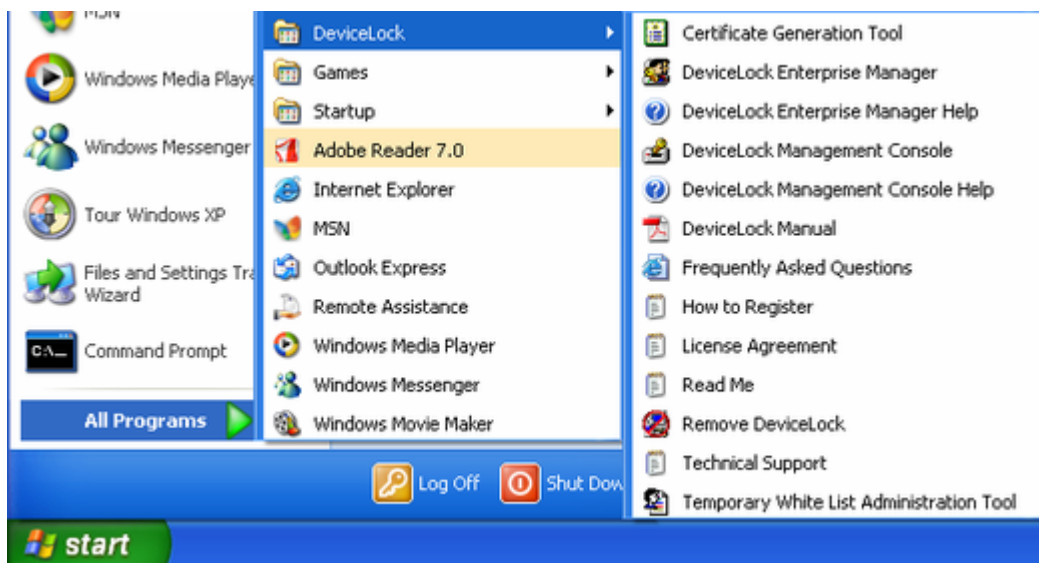 MSN
Windows Media Playe
Windows Messenger
Tour Windows XP
Files and Settings Tra
Wizard
C:\_
Command Prompt
All Programs
DeviceLock
Games
Startup
Adobe Reader 7.0
Internet Explorer
MSN
Outlook Express
Remote Assistance
Windows Media Player
Windows Messenger
Windows Movie Maker
Certificate Generation Tool
DeviceLock Enterprise Manager
DeviceLock Enterprise Manager Help
DeviceLock Management Console
DeviceLock Management Console Help
DeviceLock Manual
Frequently Asked Questions
How to Register
License Agreement
Read Me
Remove DeviceLock
Technical Support
Temporary White List Administration Tool
Log Off
Shut Dow
start